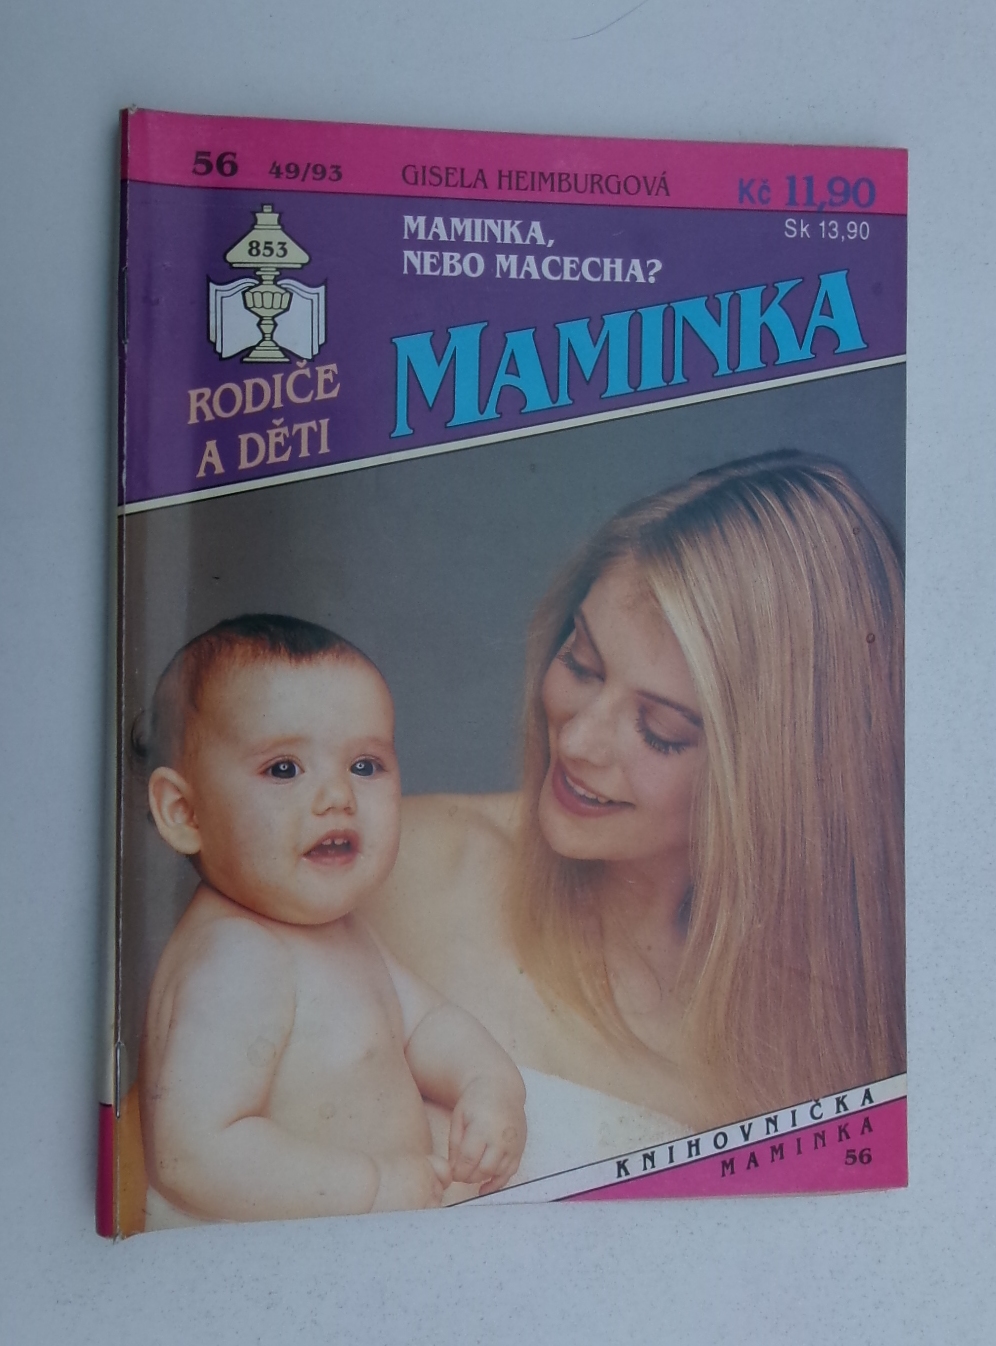 56 49/93 GISELA HEIMBURGOVÁ Kč 11,90
Sk 13,90
853
MAMINKA,
NEBO MACECHA?
MAMINKA
RODIČE
A DĚTI
KNIHOVNIČKA
MAMINKA
56